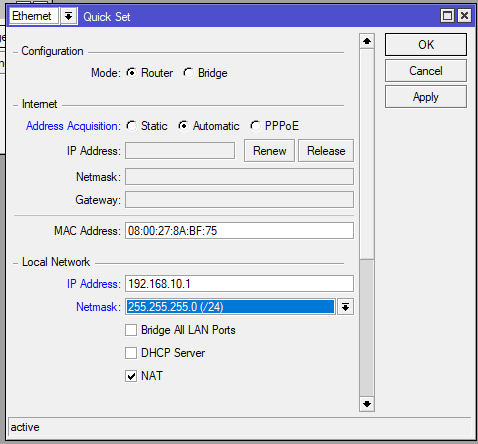 Ethernet Quick Set
Configuration
Mode: Router Bridge
Internet
Address Acquisition: Static Automatic PPPoE
IP Address: Renew Release
Netmask:
Gateway:
MAC Address: 08:00:27:8A:BF:75
Local Network
IP Address: 192.168.10.1
Netmask: 255.255.255.0 (/24)
Bridge All LAN Ports
DHCP Server
NAT
OK
Cancel
Apply
active